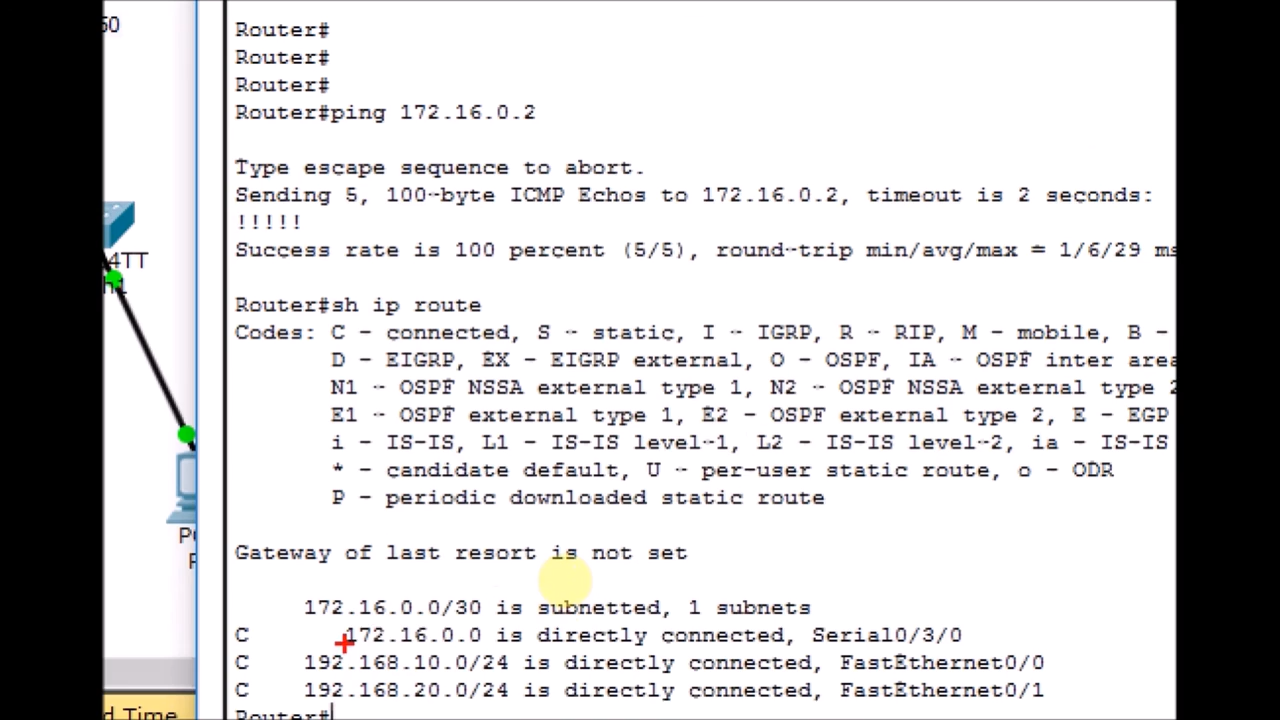 50
Router#
Router#
Router#
Router#ping 172.16.0.2
Type escape sequence to abort.
Sending 5, 100-byte ICMP Echos to 172.16.0.2, timeout is 2 seconds:
!!!!!
Success rate is 100 percent (5/5), round-trip min/avg/max = 1/6/29 ms
4TT
h1
Router#sh ip route
Codes: C - connected, S - static, I - IGRP, R - RIP, M - mobile, B -
D - EIGRP, EX - EIGRP external, O - OSPF, IA - OSPF inter area
N1 - OSPF NSSA external type 1, N2 - OSPF NSSA external type 2
E1 - OSPF external type 1, E2 - OSPF external type 2, E - EGP
i - IS-IS, L1 - IS-IS level-1, L2 - IS-IS level-2, ia - IS-IS
* - candidate default, U - per-user static route, o - ODR
P - periodic downloaded static route
Gateway of last resort is not set
172.16.0.0/30 is subnetted, 1 subnets
C 172.16.0.0 is directly connected, Serial0/3/0
C 192.168.10.0/24 is directly connected, FastEthernet0/0
C 192.168.20.0/24 is directly connected, FastEthernet0/1
Router#
d Time